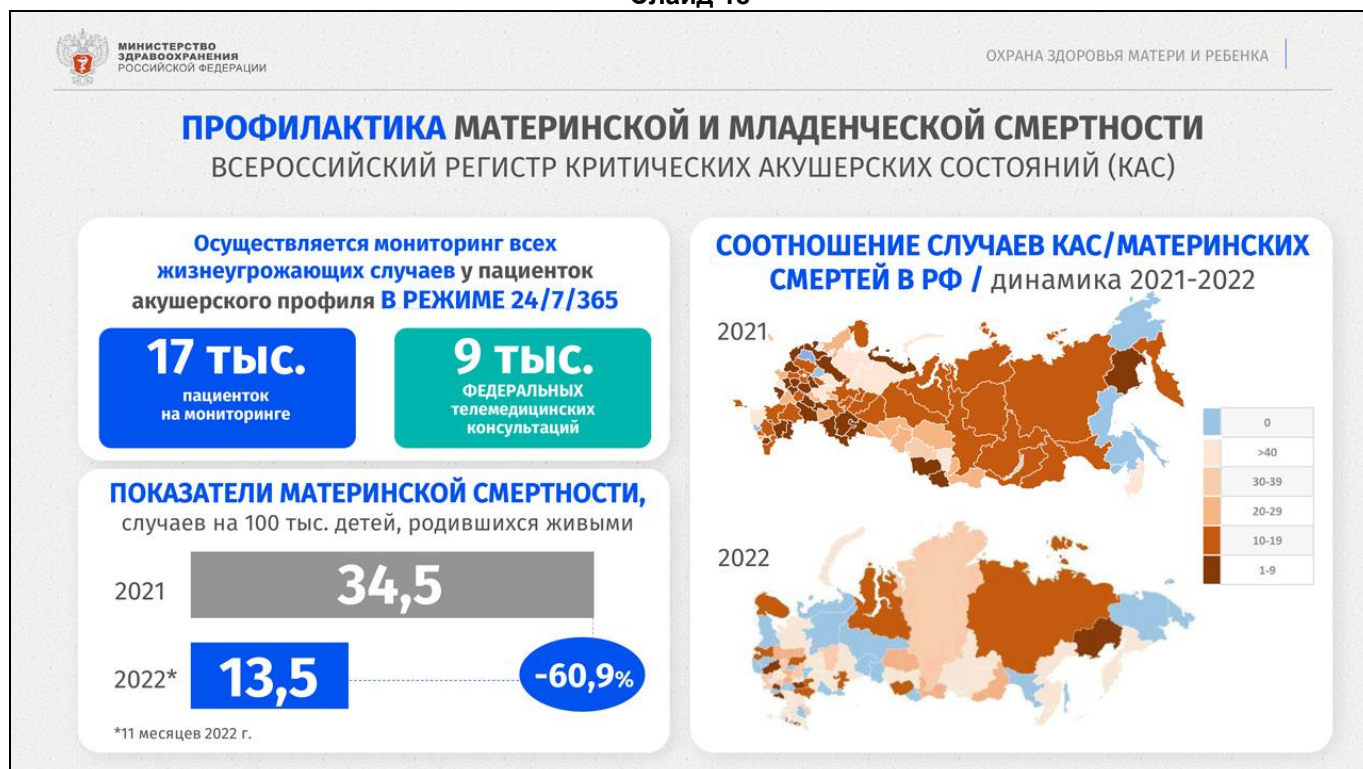 МИНИСТЕРСТВО
ЗДРАВООХРАНЕНИЯ
РОССИЙСКОЙ ФЕДЕРАЦИИ
ОХРАНА ЗДОРОВЬЯ МАТЕРИ И РЕБЕНКА
ПРОФИЛАКТИКА МАТЕРИНСКОЙ И МЛАДЕНЧЕСКОЙ СМЕРТНОСТИ
ВСЕРОССИЙСКИЙ РЕГИСТР КРИТИЧЕСКИХ АКУШЕРСКИХ СОСТОЯНИЙ (КАС)
Осуществляется мониторинг всех
жизнеугрожающих случаев у пациенток
акушерского профиля В РЕЖИМЕ 24/7/365
17 тыс.
пациенток
на мониторинге
9 тыс.
ФЕДЕРАЛЬНЫХ
телемедицинских
консультаций
ПОКАЗАТЕЛИ МАТЕРИНСКОЙ СМЕРТНОСТИ,
случаев на 100 тыс. детей, родившихся живыми
2021
34,5
2022*
13,5
-60,9%
*11 месяцев 2022 г.
СООТНОШЕНИЕ СЛУЧАЕВ КАС/МАТЕРИНСКИХ
СМЕРТЕЙ В РФ / динамика 2021-2022
2021
2022
0
>40
30-39
20-29
10-19
1-9